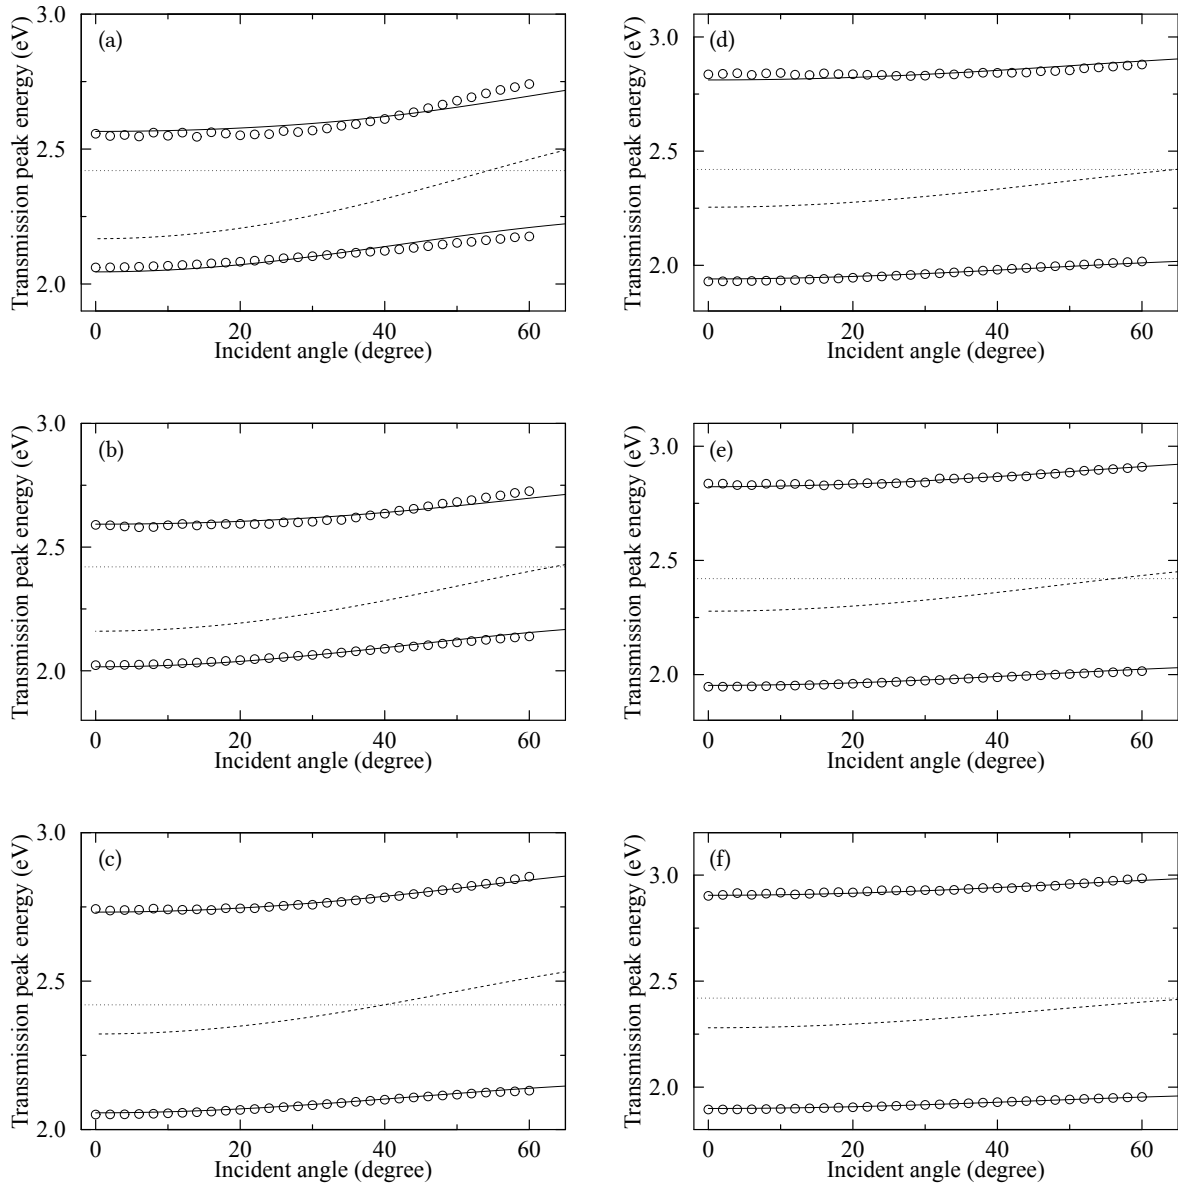 (a)
Transmission peak energy (eV)
3.0
2.5
2.0
0
20
40
60
Incident angle (degree)
(d)
Transmission peak energy (eV)
3.0
2.5
2.0
0
20
40
60
Incident angle (degree)
(b)
Transmission peak energy (eV)
3.0
2.5
2.0
0
20
40
60
Incident angle (degree)
(e)
Transmission peak energy (eV)
3.0
2.5
2.0
0
20
40
60
Incident angle (degree)
(c)
Transmission peak energy (eV)
3.0
2.5
2.0
0
20
40
60
Incident angle (degree)
(f)
Transmission peak energy (eV)
3.0
2.5
2.0
0
20
40
60
Incident angle (degree)